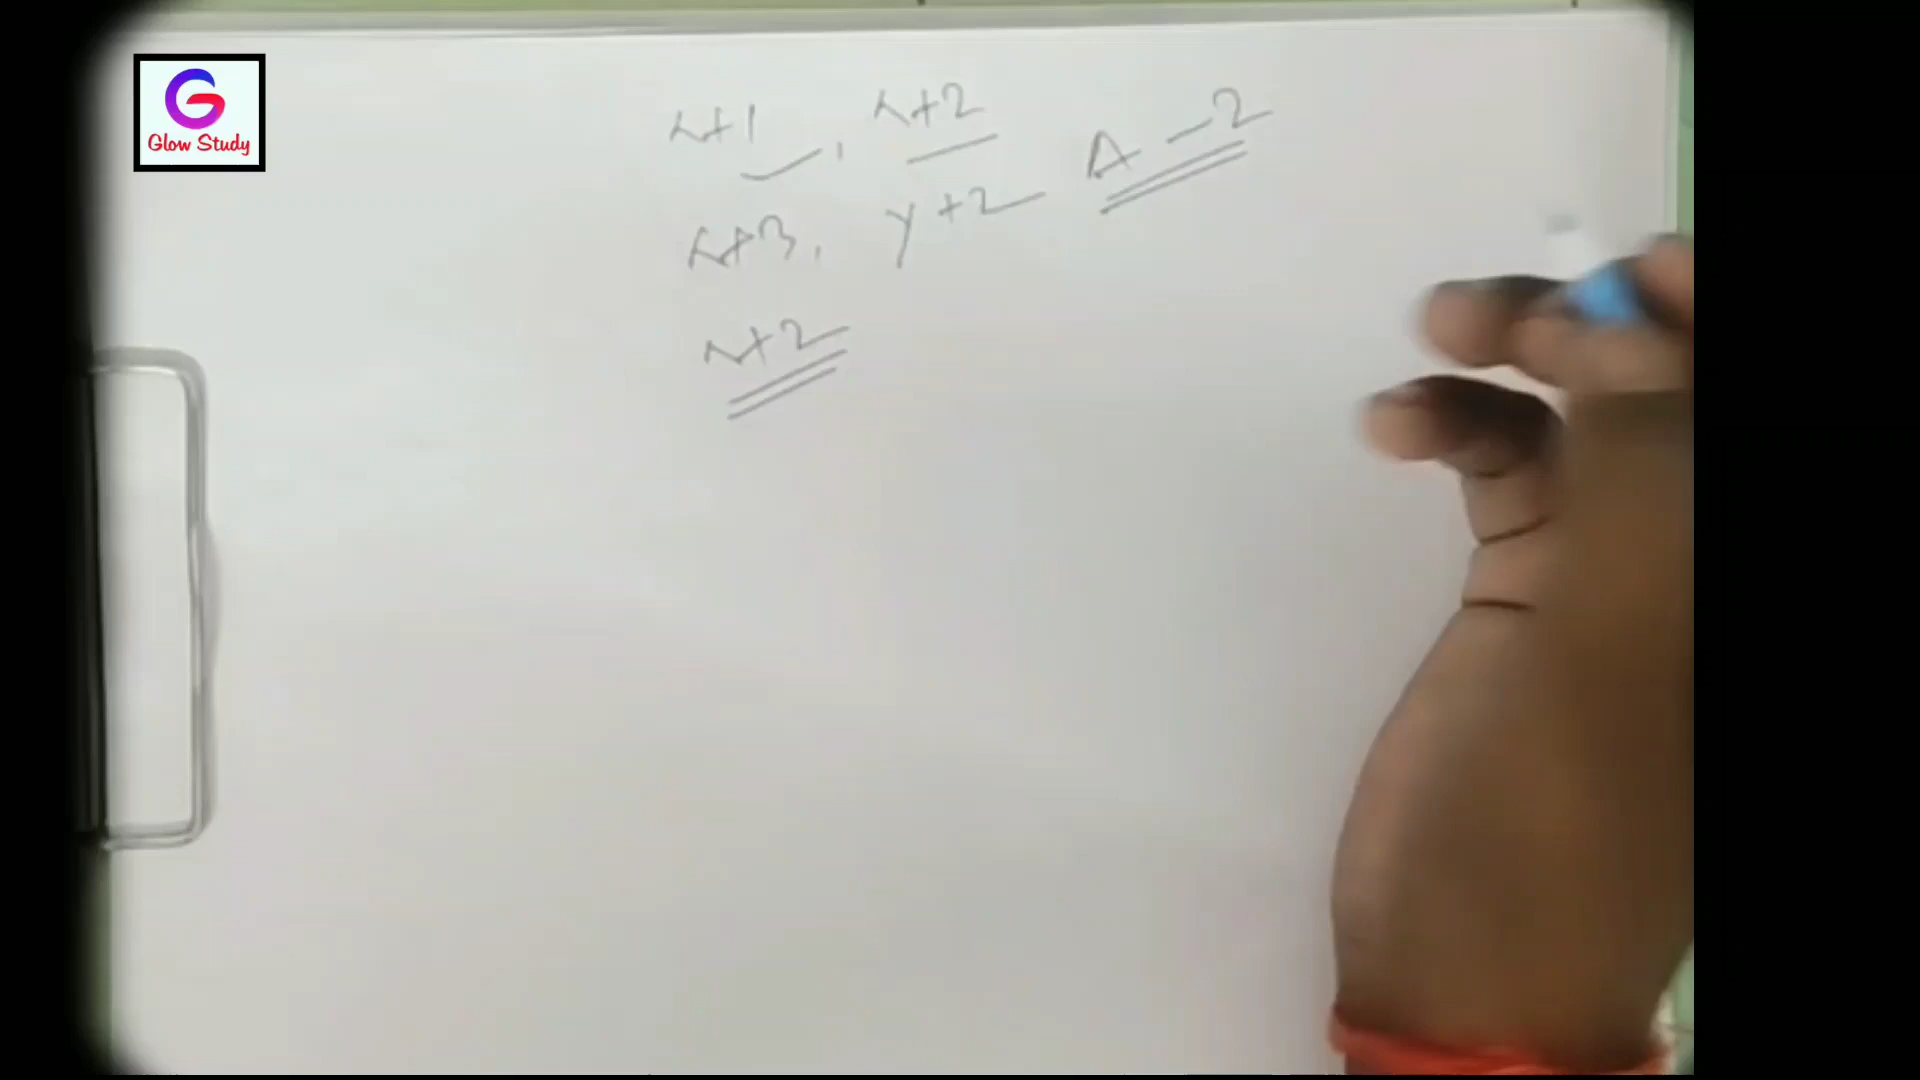 G
Glow Study
x+1, x+2
x+3, y+2
A-2
x+2